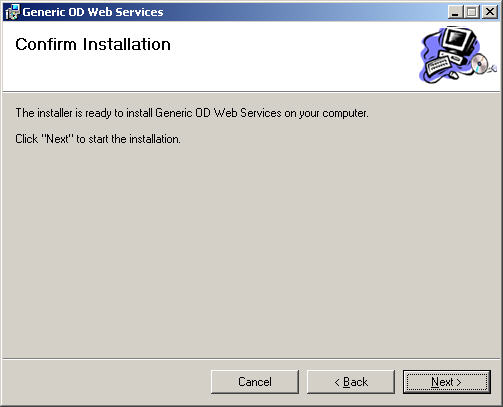 Generic OD Web Services
Confirm Installation
The installer is ready to install Generic OD Web Services on your computer.
Click "Next" to start the installation.
Cancel
< Back
Next >